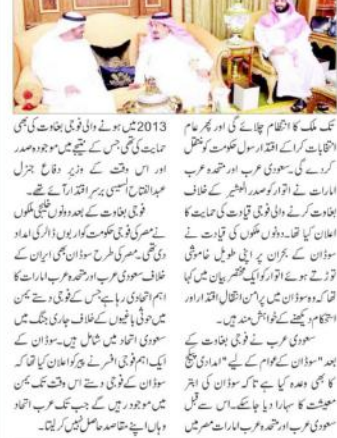 تک ملک کا انتظام چلائے گی اور پھر عام
انتخابات کرا کے اقتدار سول حکومت کو منتقل
کردے گی۔سعودی عرب اور متحدہ عرب
امارات نے اتوار کو صدر البشیر کے خلاف
بغاوت کرنے والی فوجی قیادت کی حمایت کا
اعلان کیا تھا۔دونوں ملکوں کی قیادت نے
سوڈان کے بحران پر اپنی طویل خاموشی
توڑتے ہوئے اتوار کو ایک مختصر بیان میں کہا
تھا کہ وہ سوڈان میں پرامن انتقال اقتدار اور
استحکام دیکھنے کے خواہش مند ہیں۔
سعودی عرب نے فوجی بغاوت کے
بعد "سوڈان کے عوام کے لیے "امدادی پیکج
کا بھی وعدہ کیا ہے تاکہ سوڈان کی ابتر
معیشت کا سہارا دیا جاسکے۔اس سے قبل
سعودی عرب اور متحدہ عرب امارات مصر میں
2013 میں ہونے والی فوجی بغاوت کی بھی
حمایت کی تھی جس کے نتیجے میں موجودہ صدر
اور اس وقت کے وزیر دفاع جنرل
عبدالفتاح السیسی برسر اقتدار آئے تھے۔
فوجی بغاوت کے بعد دونوں خلیجی ملکوں
نے مصر کی فوجی حکومت کو اربوں ڈالر کی امداد
دی تھی۔مصر کی طرح سوڈان بھی ایران کے
خلاف سعودی عرب اور متحدہ عرب امارات کا
اہم اتحادی رہا ہے جس کے فوجی دستے یمن
میں حوثی باغیوں کے خلاف جاری جنگ میں
سعودی اتحاد میں شامل ہیں۔سوڈان کے
ایک اہم فوجی افسر نے پیر کو اعلان کیا تھا کہ
سوڈان کے فوجی دستے اس وقت تک یمن
میں موجود رہیں گے جب تک عرب اتحاد
وہاں اپنے مقاصد حاصل نہیں کر لیتا۔